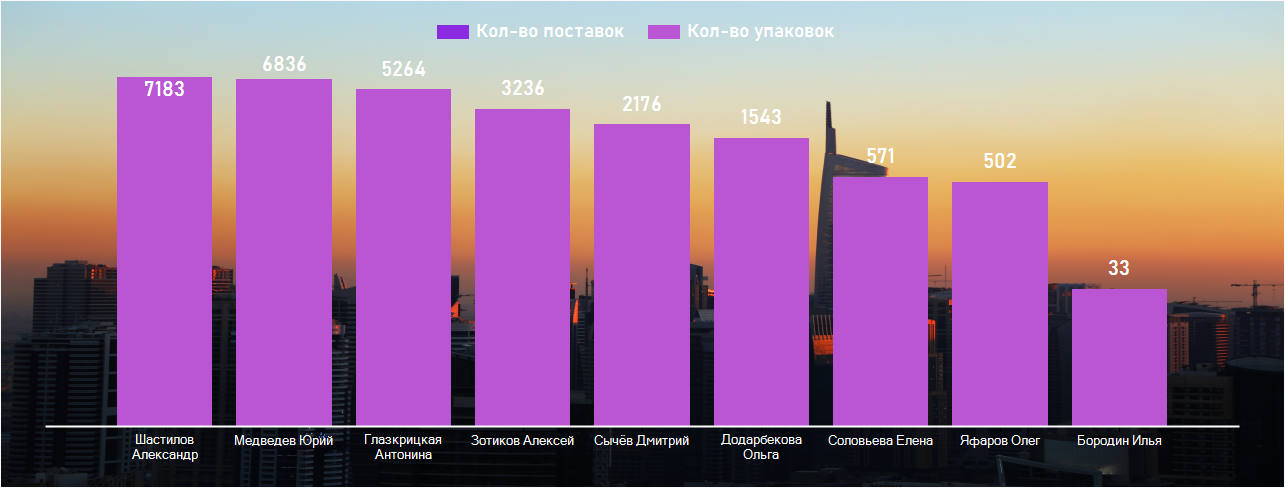 Кол-во поставок Кол-во упаковок
7183 6836 5264 3236 2176 1543 571 502 33
Шастилов Александр
Медведев Юрий
Глазкрицкая Антонина
Зотиков Алексей
Сычёв Дмитрий
Додарбекова Ольга
Соловьева Елена
Яфаров Олег
Бородин Илья